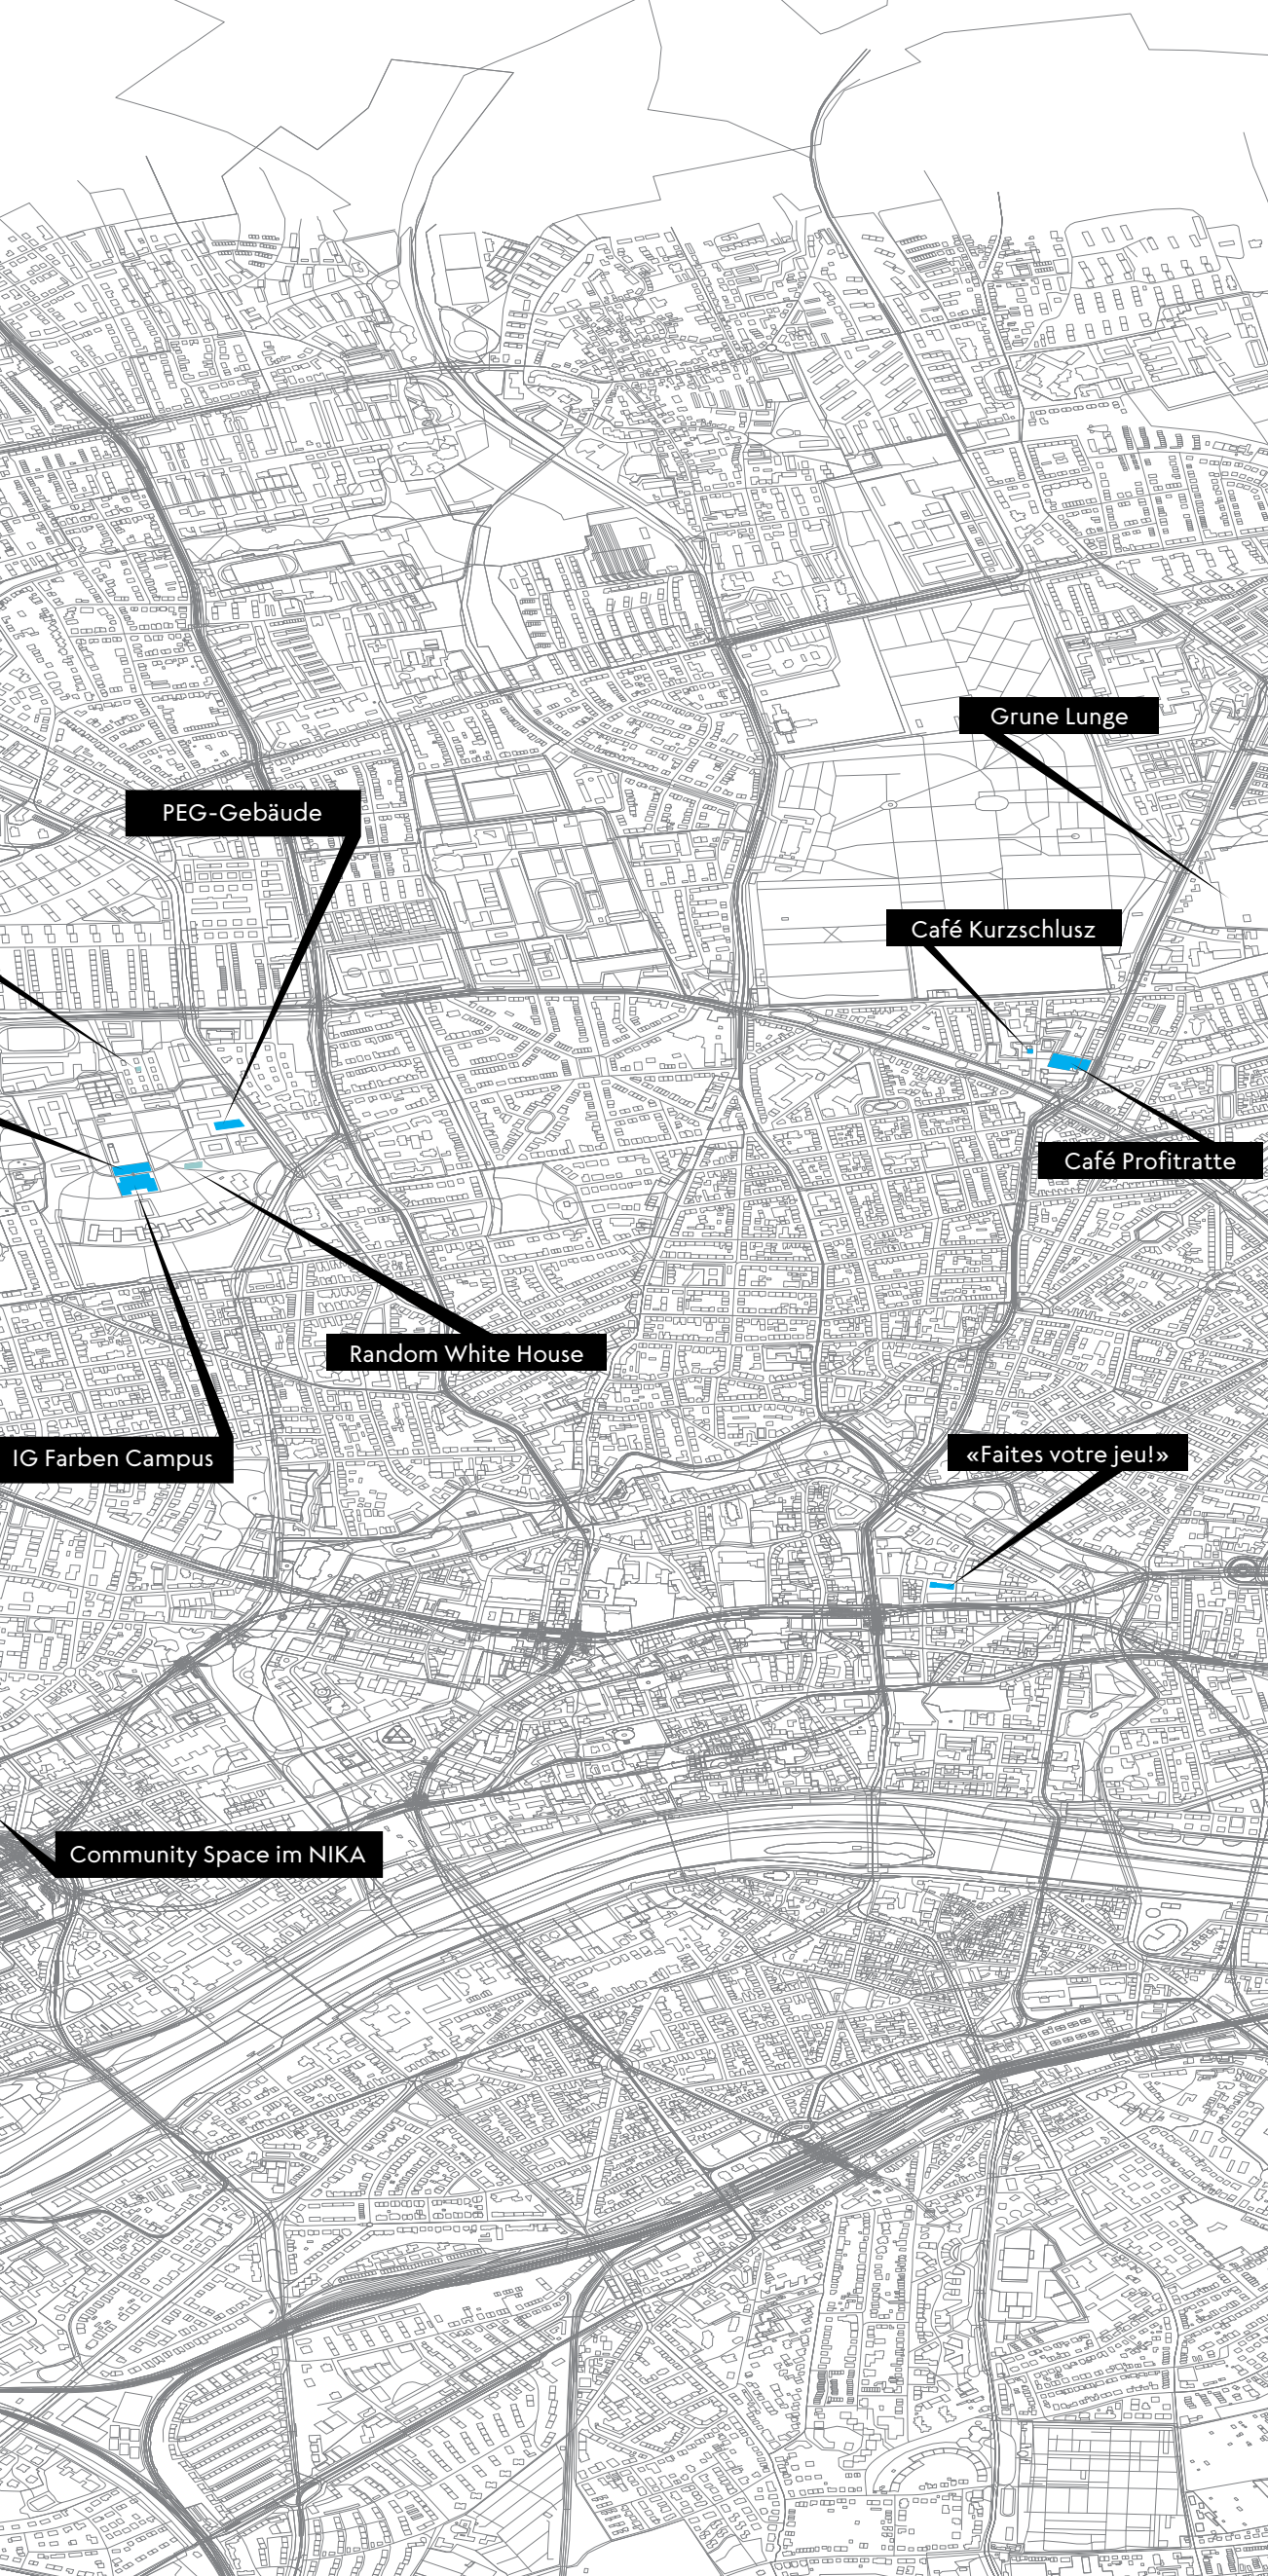 Grune Lunge
PEG-Gebäude
Café Kurzschlusz
Café Profitratte
Random White House
IG Farben Campus
«Faites votre jeu!»
Community Space im NIKA